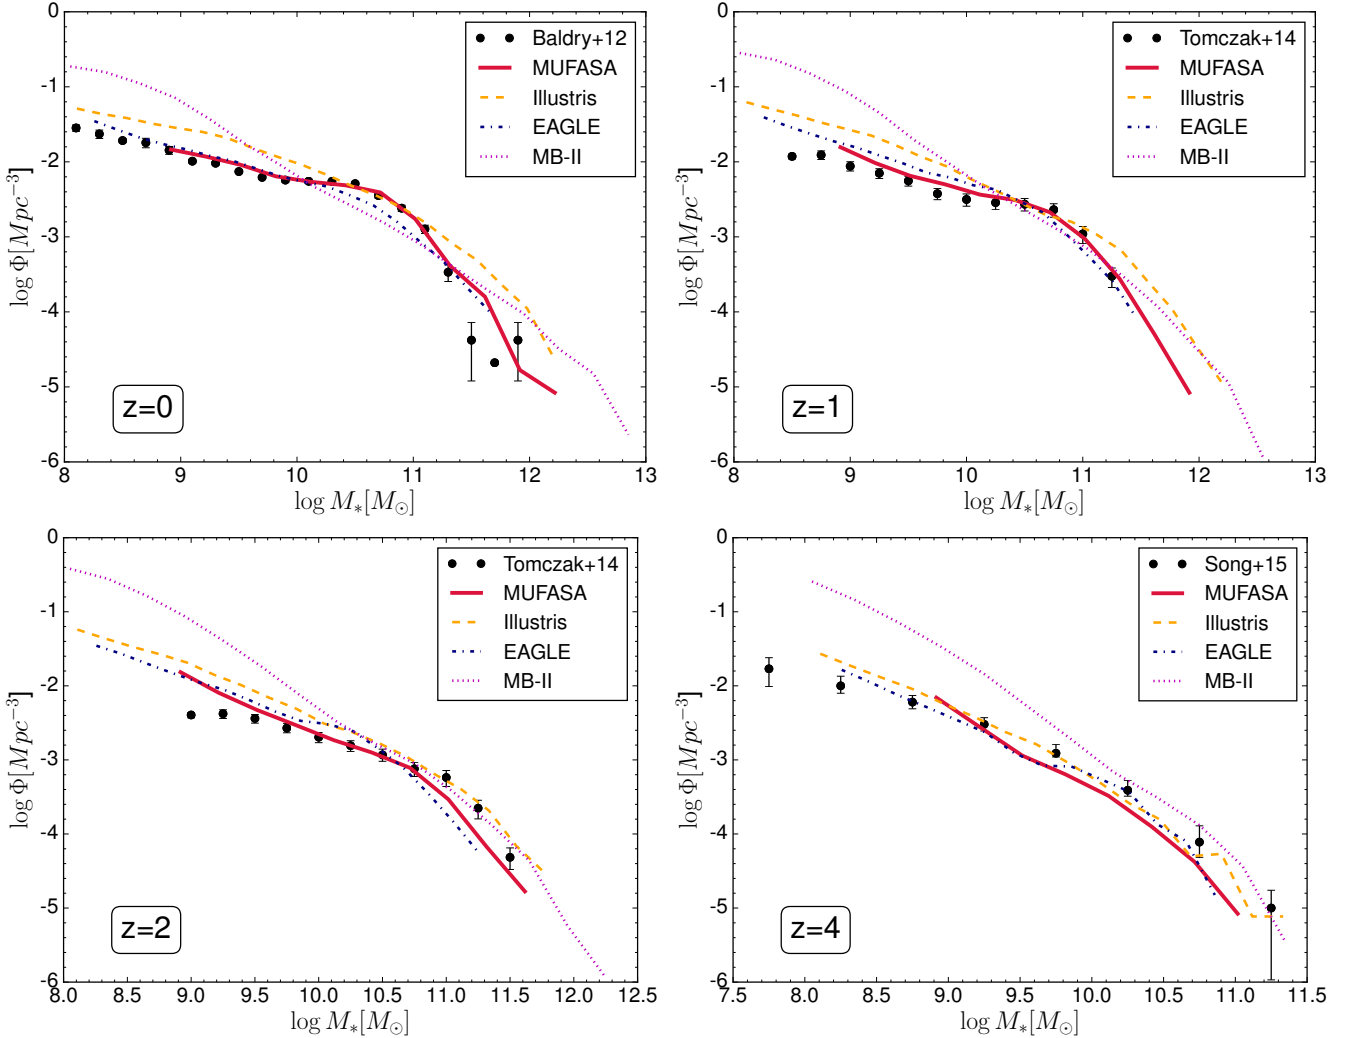 0
-1
-2
-3
-4
-5
-6
8
9
10
11
12
13
log Φ[Mpc⁻³]
log M*[M⊙]
Baldry+12
MUFASA
Illustris
EAGLE
MB-II
z=0
0
-1
-2
-3
-4
-5
-6
8
9
10
11
12
13
log Φ[Mpc⁻³]
log M*[M⊙]
Tomczak+14
MUFASA
Illustris
EAGLE
MB-II
z=1
0
-1
-2
-3
-4
-5
-6
8.0
8.5
9.0
9.5
10.0
10.5
11.0
11.5
12.0
12.5
log Φ[Mpc⁻³]
log M*[M⊙]
Tomczak+14
MUFASA
Illustris
EAGLE
MB-II
z=2
0
-1
-2
-3
-4
-5
-6
7.5
8.0
8.5
9.0
9.5
10.0
10.5
11.0
11.5
log Φ[Mpc⁻³]
log M*[M⊙]
Song+15
MUFASA
Illustris
EAGLE
MB-II
z=4